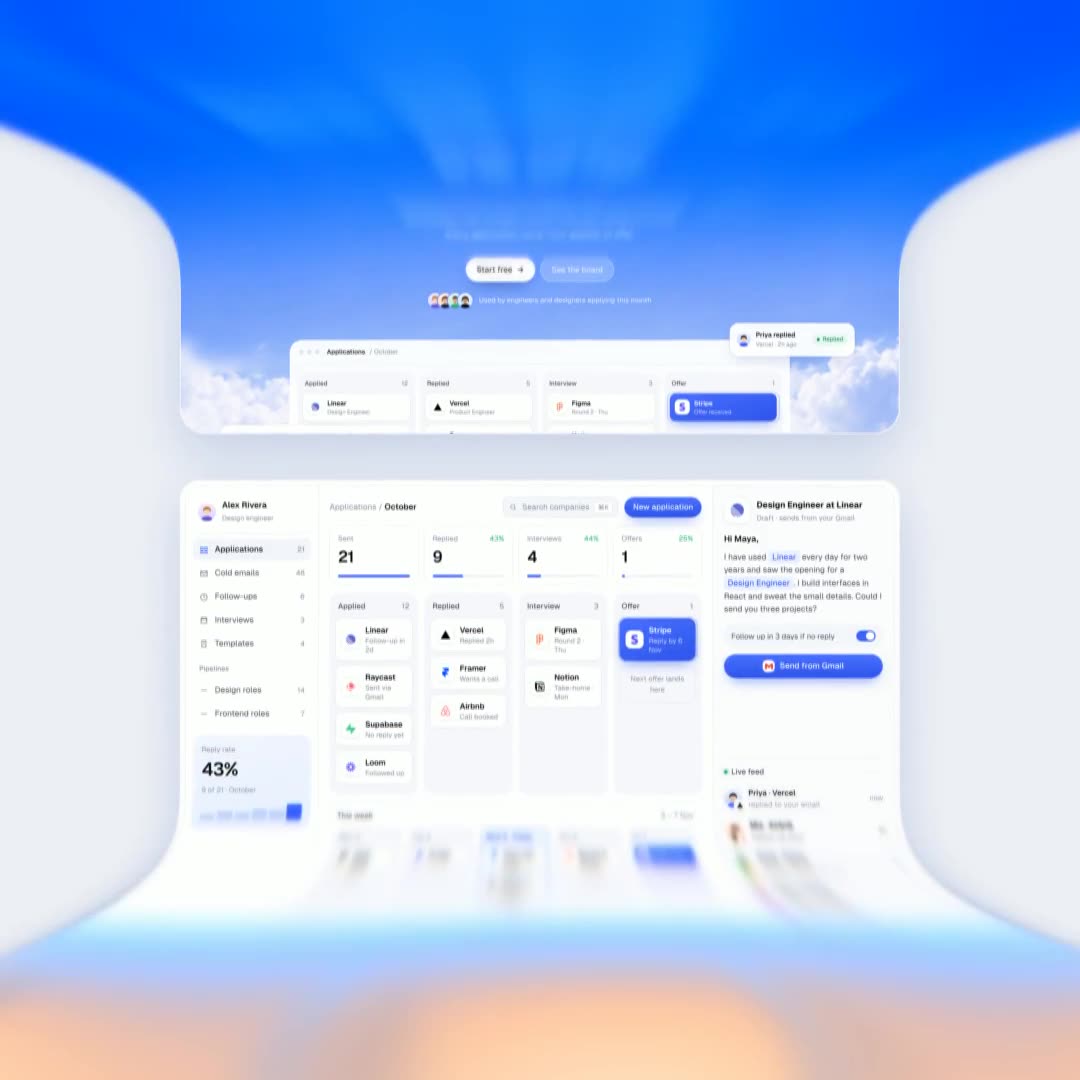 Start free →
See the board
Used by engineers and designers applying this month
Priya replied
Vercel · 2h ago
Replied
Applications / October
Applied 12
Replied 5
Interview 3
Offer 1
Linear
Design Engineer
Vercel
Product Engineer
Figma
Round 2 · Thu
Stripe
Offer received
Alex Rivera
Design engineer
Applications 21
Cold emails 48
Follow-ups 6
Interviews 3
Templates 4
Pipelines
Design roles 14
Frontend roles 7
Reply rate
43%
9 of 21 · October
Applications / October
Search companies ⌘K
New application
Sent
21
Replied 43%
9
Interviews 44%
4
Offers 25%
1
Applied 12
Linear
Follow-up in
2d
Raycast
Sent via
Gmail
Supabase
No reply yet
Loom
Followed up
Replied 5
Vercel
Replied 2h
Framer
Wants a call
Airbnb
Call booked
Interview 3
Figma
Round 2 ·
Thu
Notion
Take-home ·
Mon
Offer 1
Stripe
Reply by 6
Nov
Next offer lands
here
This week
3 - 7 Nov
Design Engineer at Linear
Draft · sends from your Gmail
Hi Maya,
I have used Linear every day for two
years and saw the opening for a
Design Engineer . I build interfaces in
React and sweat the small details. Could I
send you three projects?
Follow up in 3 days if no reply
Send from Gmail
Live feed
Priya · Vercel
replied to your email
now